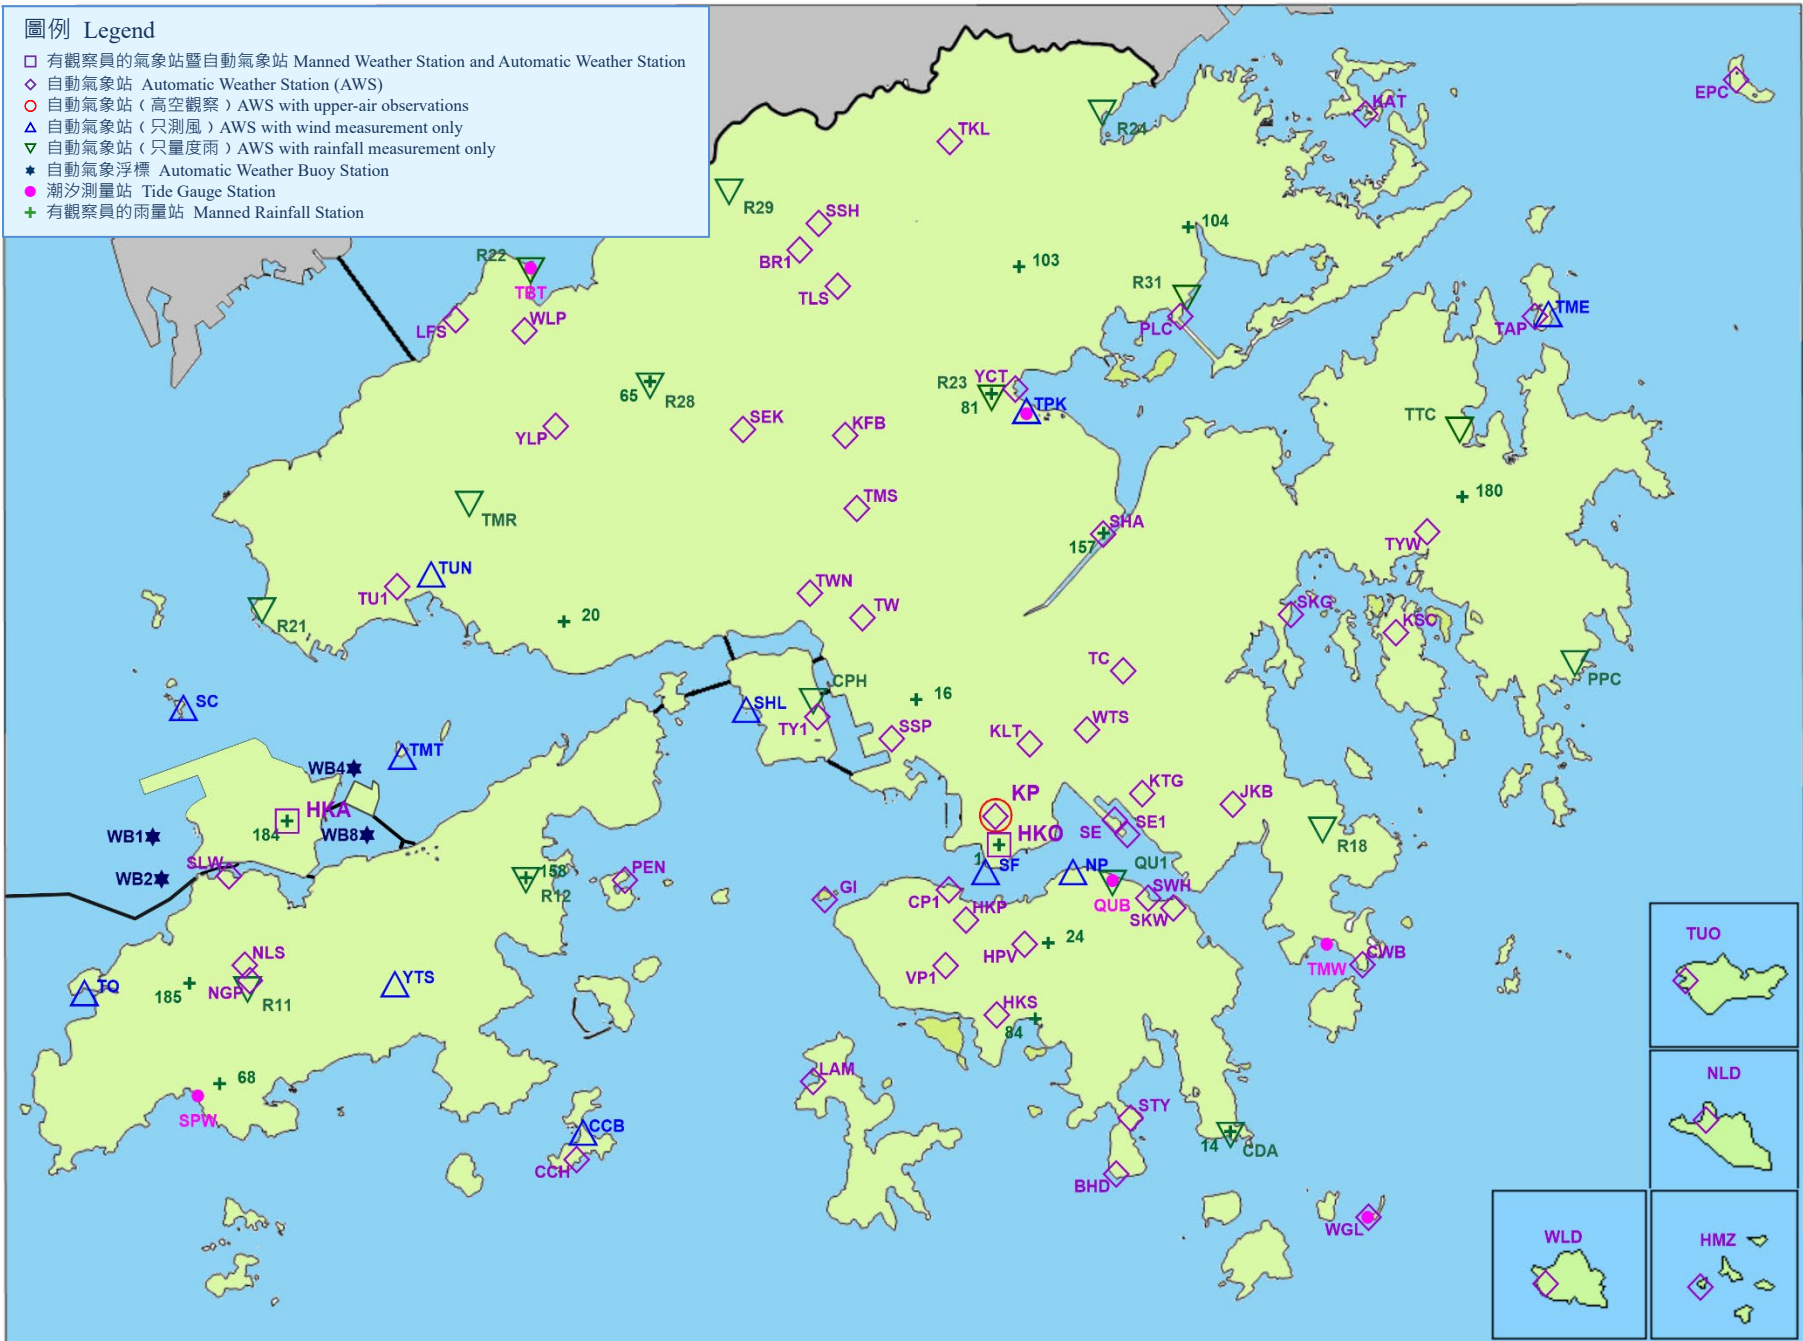 圖例 Legend
有觀察員的氣象站暨自動氣象站 Manned Weather Station and Automatic Weather Station
自動氣象站 Automatic Weather Station (AWS)
自動氣象站﹙高空觀察﹚AWS with upper-air observations
自動氣象站﹙只測風﹚AWS with wind measurement only
自動氣象站﹙只量度雨﹚AWS with rainfall measurement only
自動氣象浮標 Automatic Weather Buoy Station
潮汐測量站 Tide Gauge Station
有觀察員的雨量站 Manned Rainfall Station
EPC
KAT
R24
TKL
R29
SSH
104
R22
BR1
103
TBT
TLS
R31
LFS
WLP
PLC
TAP
TME
65
R28
R23
YCT
81
TPK
TTC
YLP
SEK
KFB
180
TMR
TMS
SHA
157
TYW
TUN
TU1
TWN
TW
20
R21
SKG
KSC
TC
PPC
CPH
SC
SHL
16
TY1
SSP
KLT
WTS
TMT
WB4
KTG
JKB
KP
HKA
184
WB1
WB8
HKO
SE
SE1
R18
1
SLW
WB2
158
R12
PEN
SF
NP
QU1
GI
CP1
HKP
QUB
SWH
SKW
TUO
24
NLS
HPV
TMW
CWB
VP1
TO
185
NGP
R11
YTS
HKS
84
68
SPW
LAM
NLD
CCB
STY
CCH
14
CDA
BHD
WGL
WLD
HMZ